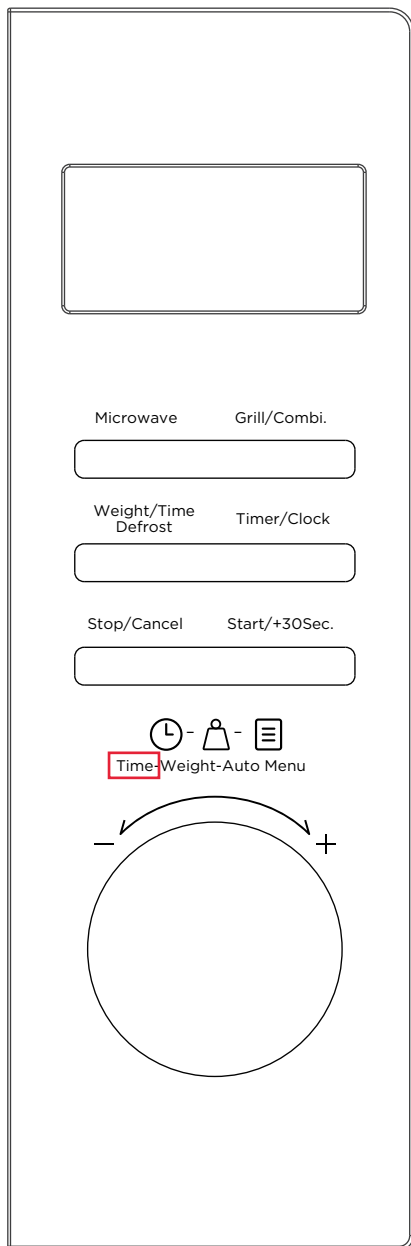 Microwave Grill/Combi.
Weight/Time
Defrost
Timer/Clock
Stop/Cancel Start/+30Sec.
Time-Weight-Auto Menu